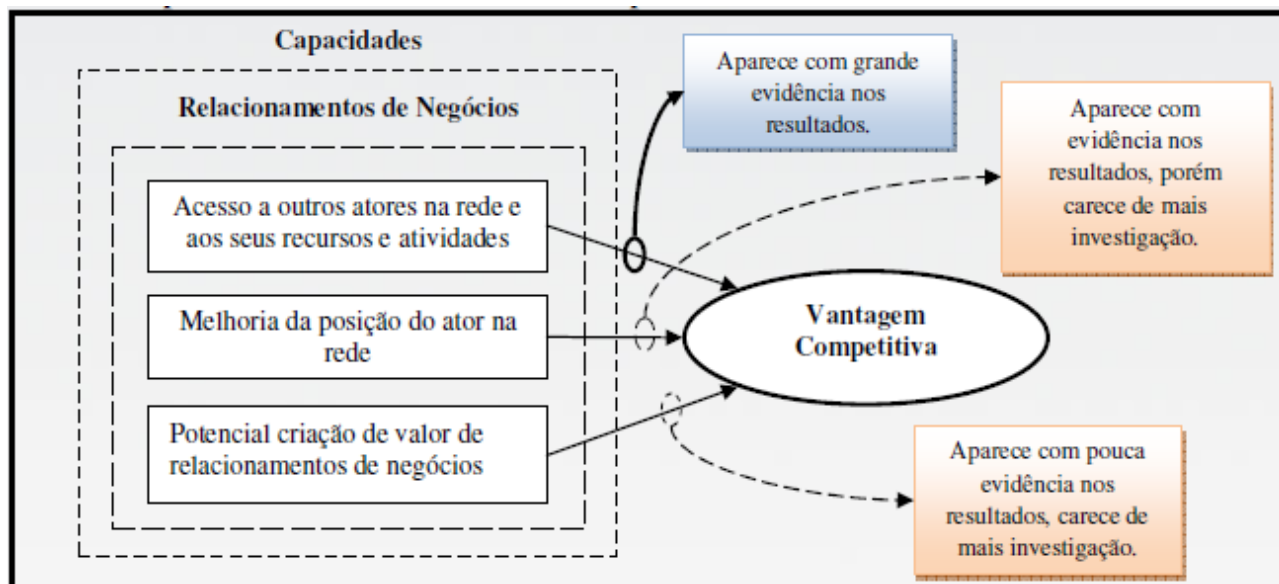 Capacidades
Relacionamentos de Negócios
Acesso a outros atores na rede e
aos seus recursos e atividades
Melhoria da posição do ator na
rede
Potencial criação de valor de
relacionamentos de negócios
Vantagem
Competitiva
Aparece com grande
evidência nos
resultados.
Aparece com
evidência nos
resultados, porém
carece de mais
investigação.
Aparece com pouca
evidência nos
resultados, carece de
mais investigação.